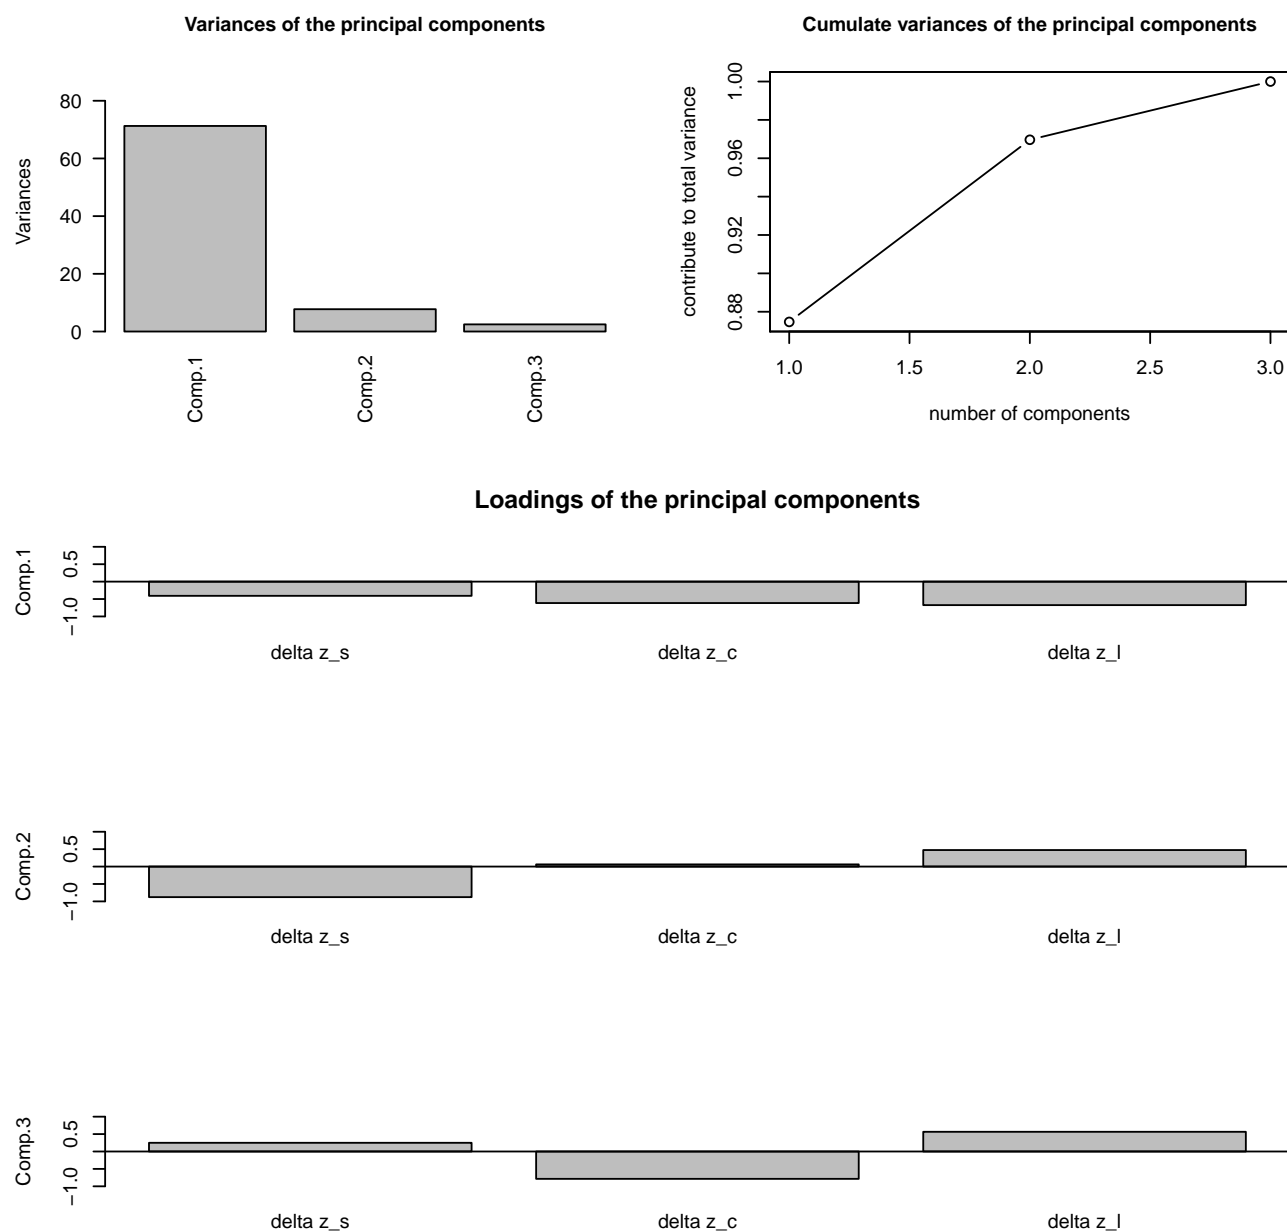 Variances of the principal components
80
60
40
20
0
Variances
Comp.1
Comp.2
Comp.3
Cumulate variances of the principal components
1.00
0.96
0.92
0.88
contribute to total variance
1.0 1.5 2.0 2.5 3.0
number of components
Loadings of the principal components
Comp.1
0.5
−1.0
delta z_s delta z_c delta z_l
Comp.2
0.5
−1.0
delta z_s delta z_c delta z_l
Comp.3
0.5
−1.0
delta z_s delta z_c delta z_l